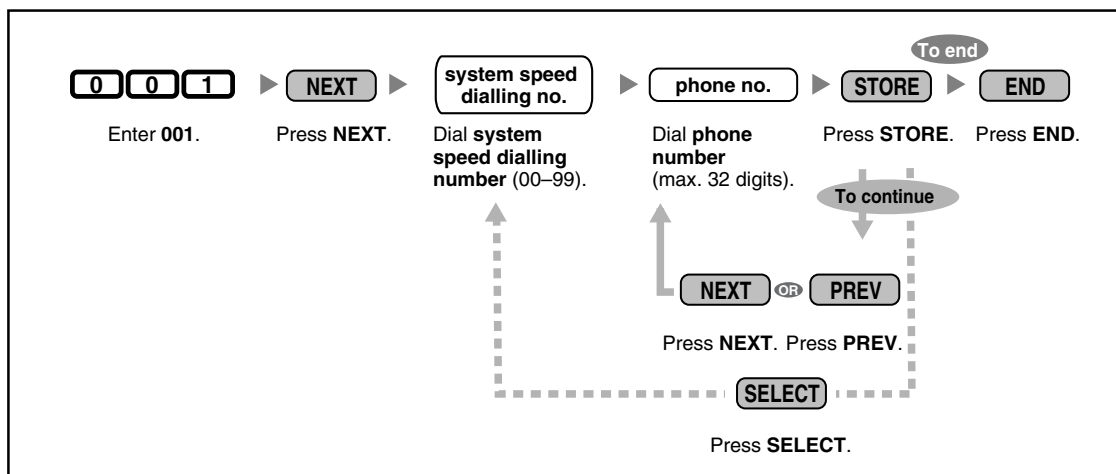 To end
0 0 1 NEXT system speed dialling no. phone no. STORE END
Enter 001. Press NEXT. Dial system speed dialling number (00–99). Dial phone number (max. 32 digits). Press STORE. Press END.
To continue
NEXT OR PREV
Press NEXT. Press PREV.
SELECT
Press SELECT.